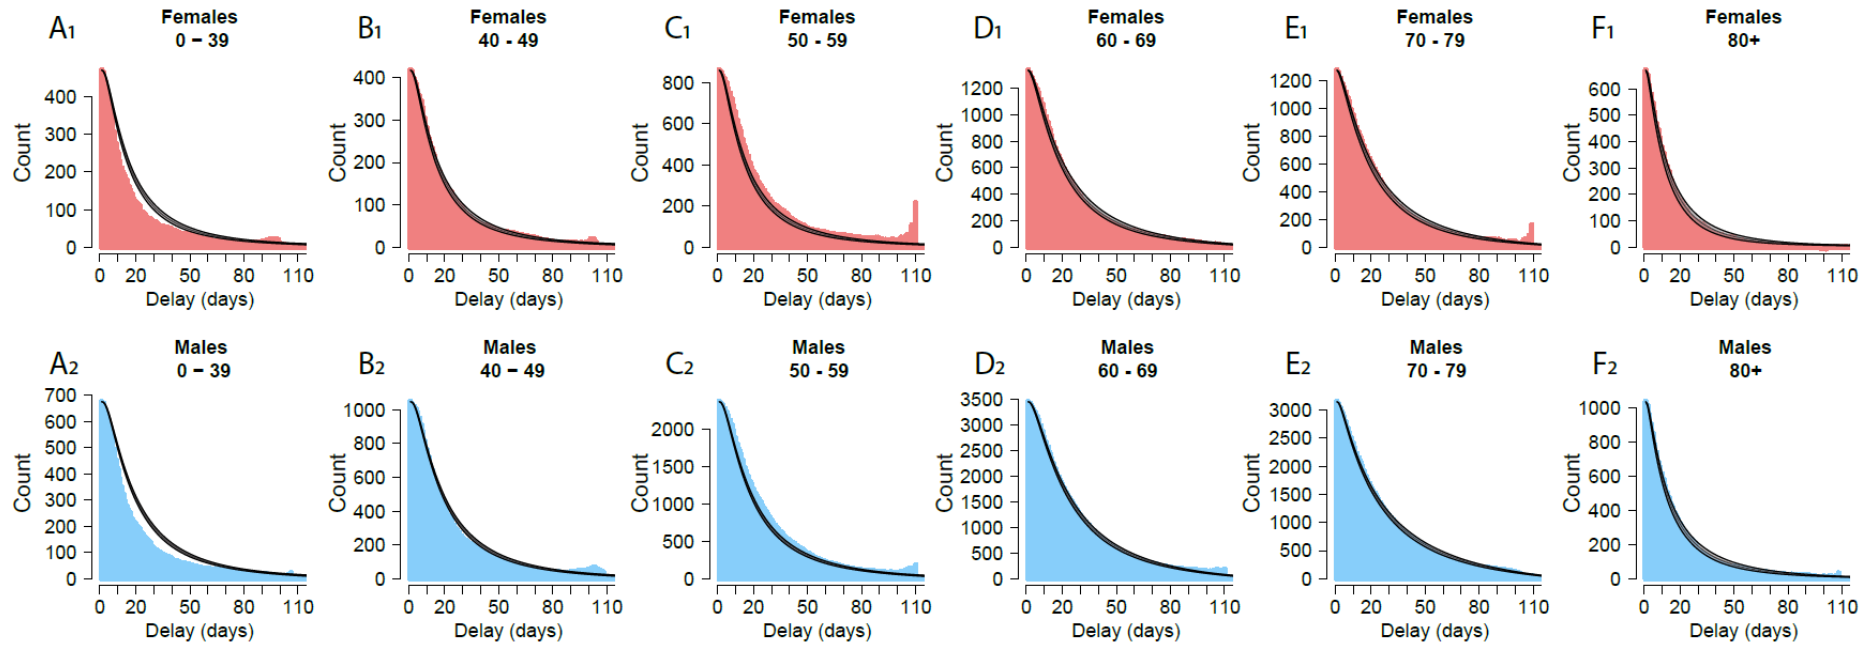 A1
Females
0 – 39
Count
400
300
200
100
0
0 20 50 80 110
Delay (days)
B1
Females
40 - 49
Count
400
300
200
100
0
0 20 50 80 110
Delay (days)
C1
Females
50 - 59
Count
800
600
400
200
0
0 20 50 80 110
Delay (days)
D1
Females
60 - 69
Count
1200
1000
800
600
400
200
0
0 20 50 80 110
Delay (days)
E1
Females
70 - 79
Count
1200
1000
800
600
400
200
0
0 20 50 80 110
Delay (days)
F1
Females
80+
Count
600
500
400
300
200
100
0
0 20 50 80 110
Delay (days)
A2
Males
0 – 39
Count
700
600
500
400
300
200
100
0
0 20 50 80 110
Delay (days)
B2
Males
40 – 49
Count
1000
800
600
400
200
0
0 20 50 80 110
Delay (days)
C2
Males
50 - 59
Count
2000
1500
1000
500
0
0 20 50 80 110
Delay (days)
D2
Males
60 - 69
Count
3500
3000
2500
2000
1500
1000
500
0
0 20 50 80 110
Delay (days)
E2
Males
70 - 79
Count
3000
2500
2000
1500
1000
500
0
0 20 50 80 110
Delay (days)
F2
Males
80+
Count
1000
800
600
400
200
0
0 20 50 80 110
Delay (days)